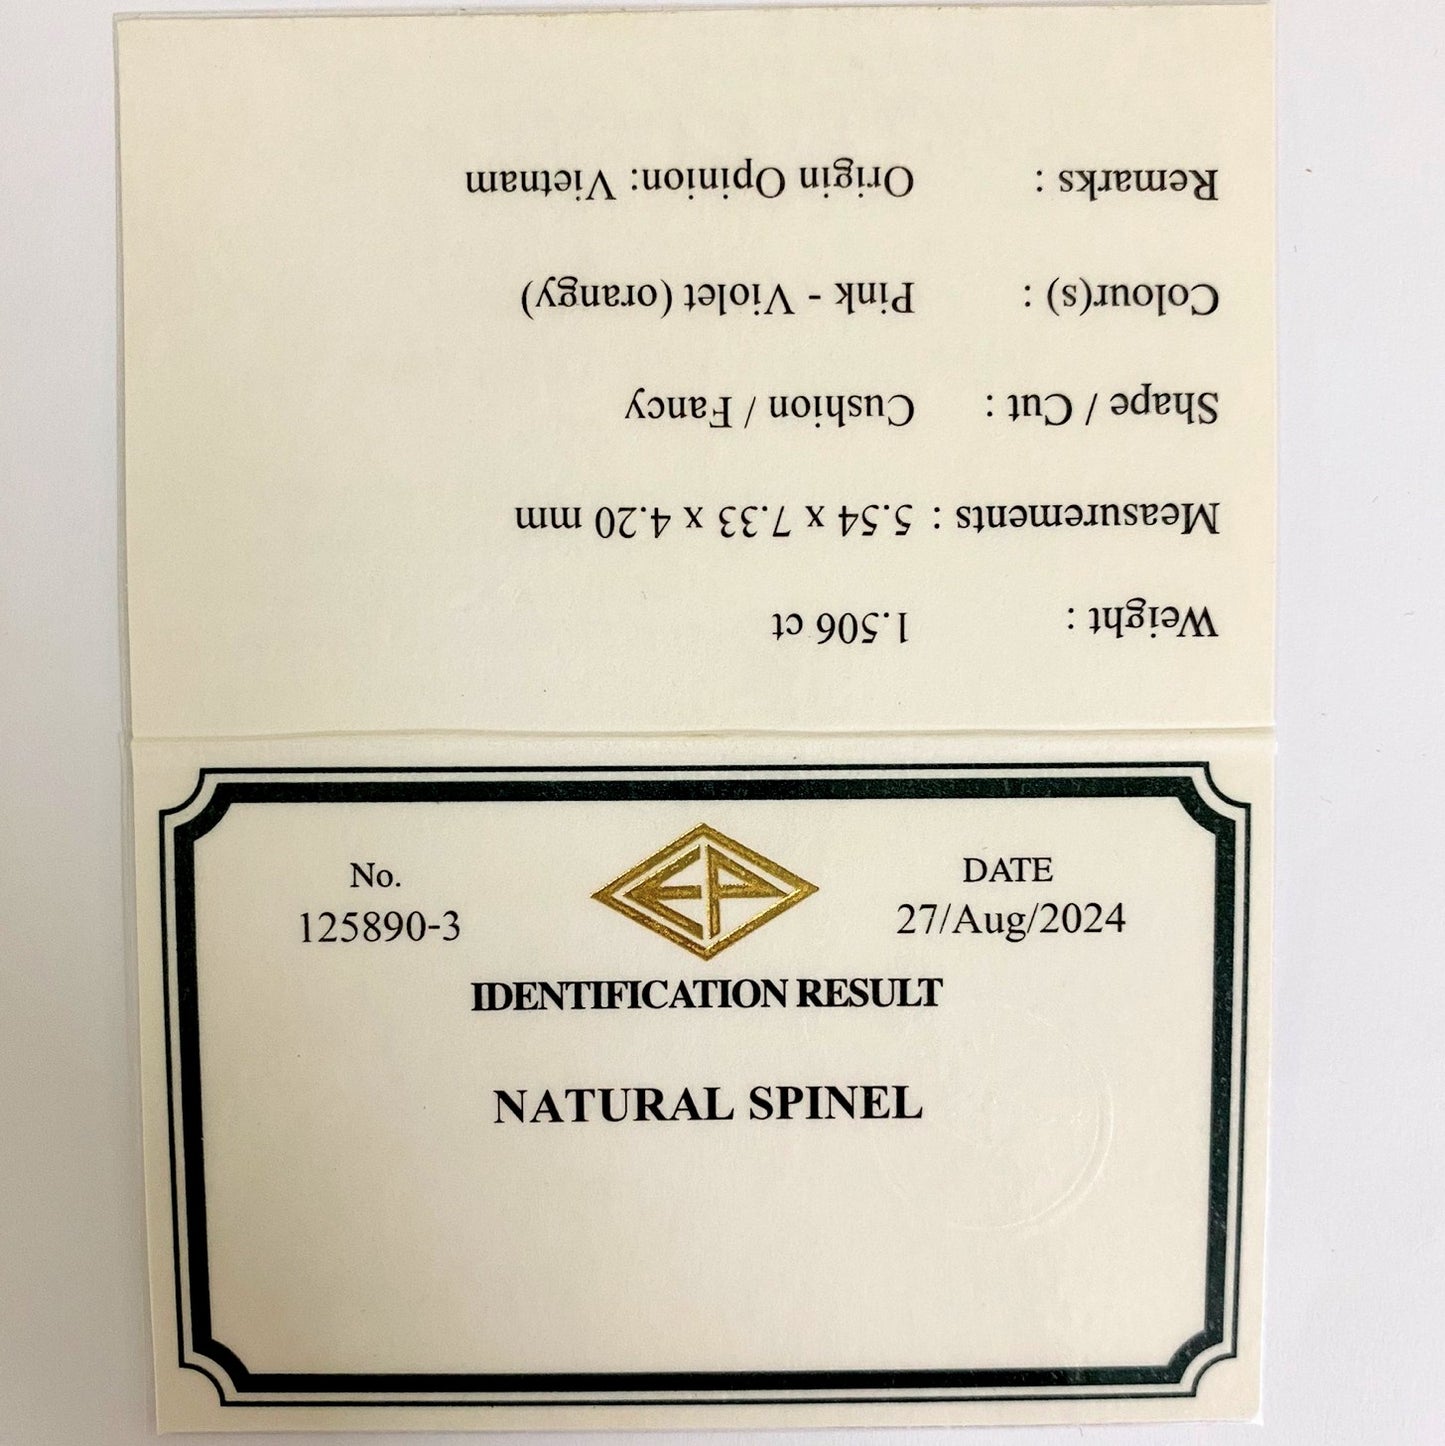 No.
125890-3
EP
DATE
27/Aug/2024
IDENTIFICATION RESULT
NATURAL SPINEL
Weight : 1.506 ct
Measurements : 5.54 x 7.33 x 4.20 mm
Shape / Cut : Cushion / Fancy
Colour(s) : Pink - Violet (orangy)
Remarks : Origin Opinion: Vietnam